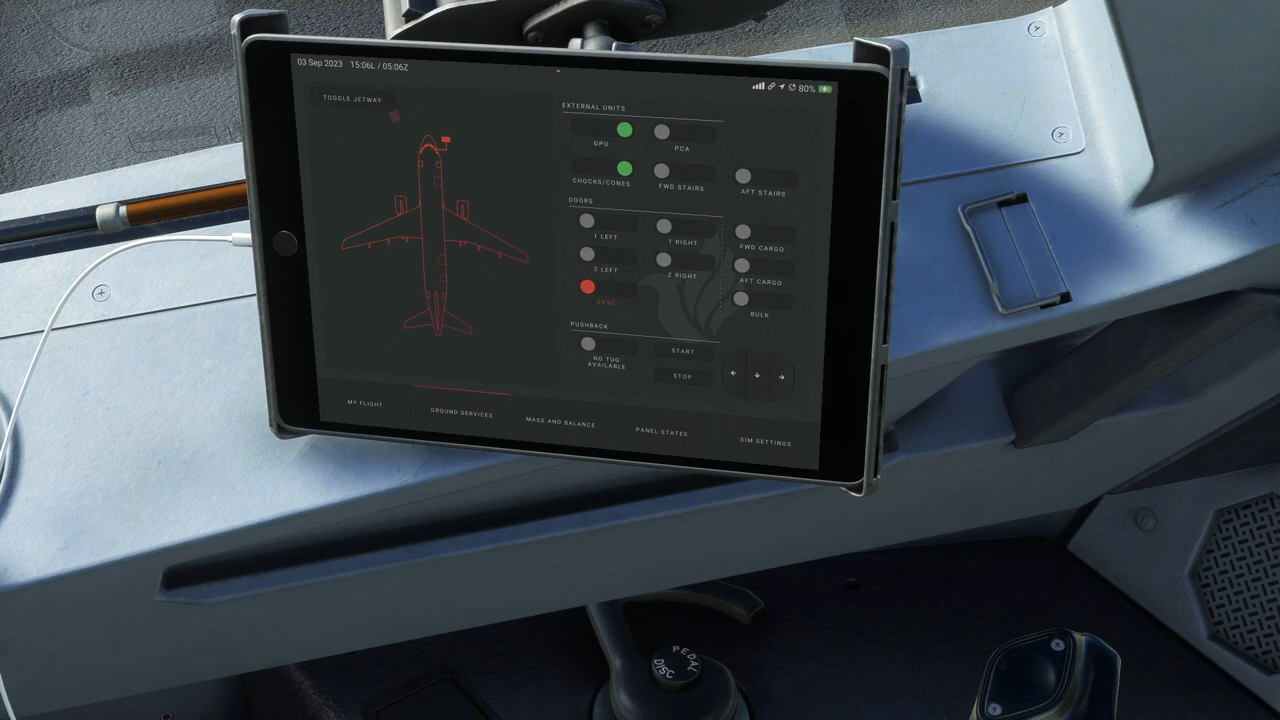 03 Sep 2023 15:06L / 05:06Z
80%
TOGGLE JETWAY
EXTERNAL UNITS
GPU
PCA
CHOCKS/CONES
FWD STAIRS
AFT STAIRS
DOORS
1 LEFT
1 RIGHT
FWD CARGO
2 LEFT
2 RIGHT
AFT CARGO
EVAC
BULK
PUSHBACK
NO TUG
AVAILABLE
START
STOP
MY FLIGHT
GROUND SERVICES
MASS AND BALANCE
PANEL STATES
SIM SETTINGS
PEDAL
DISC